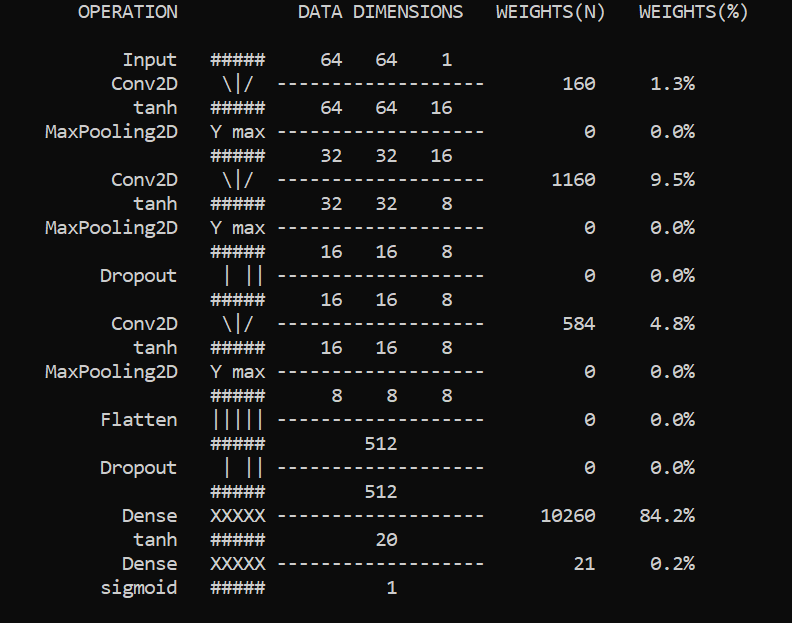 OPERATION           DATA DIMENSIONS   WEIGHTS(N)   WEIGHTS(%)

               Input   #####     64   64    1
              Conv2D    \|/  -------------------       160     1.3%
                tanh   #####     64   64   16
        MaxPooling2D   Y max -------------------         0     0.0%
                       #####     32   32   16
              Conv2D    \|/  -------------------      1160     9.5%
                tanh   #####     32   32    8
        MaxPooling2D   Y max -------------------         0     0.0%
                       #####     16   16    8
             Dropout    | || -------------------         0     0.0%
                       #####     16   16    8
              Conv2D    \|/  -------------------       584     4.8%
                tanh   #####     16   16    8
        MaxPooling2D   Y max -------------------         0     0.0%
                       #####      8    8    8
             Flatten   ||||| -------------------         0     0.0%
                       #####         512
             Dropout    | || -------------------         0     0.0%
                       #####         512
               Dense   XXXXX -------------------     10260    84.2%
                tanh   #####          20
               Dense   XXXXX -------------------        21     0.2%
             sigmoid   #####           1